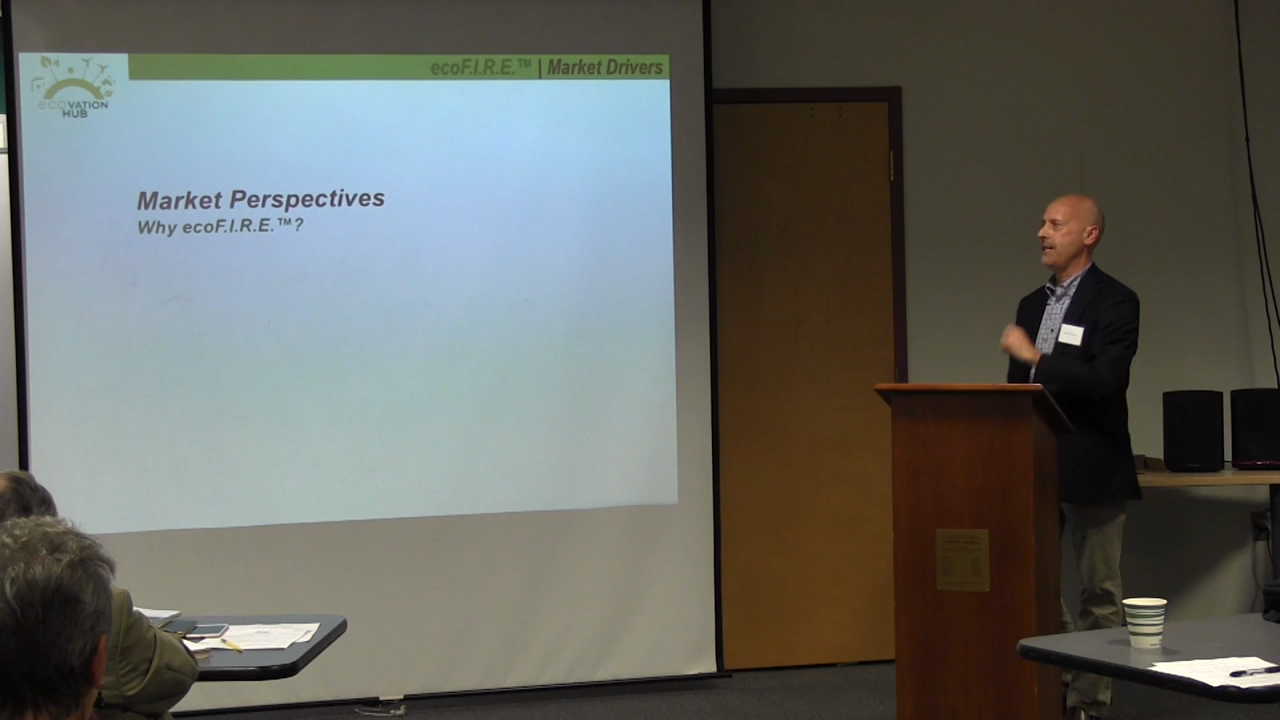 ecoF.I.R.E.™ | Market Drivers
ecoVATION
HUB
Market Perspectives
Why ecoF.I.R.E.™?